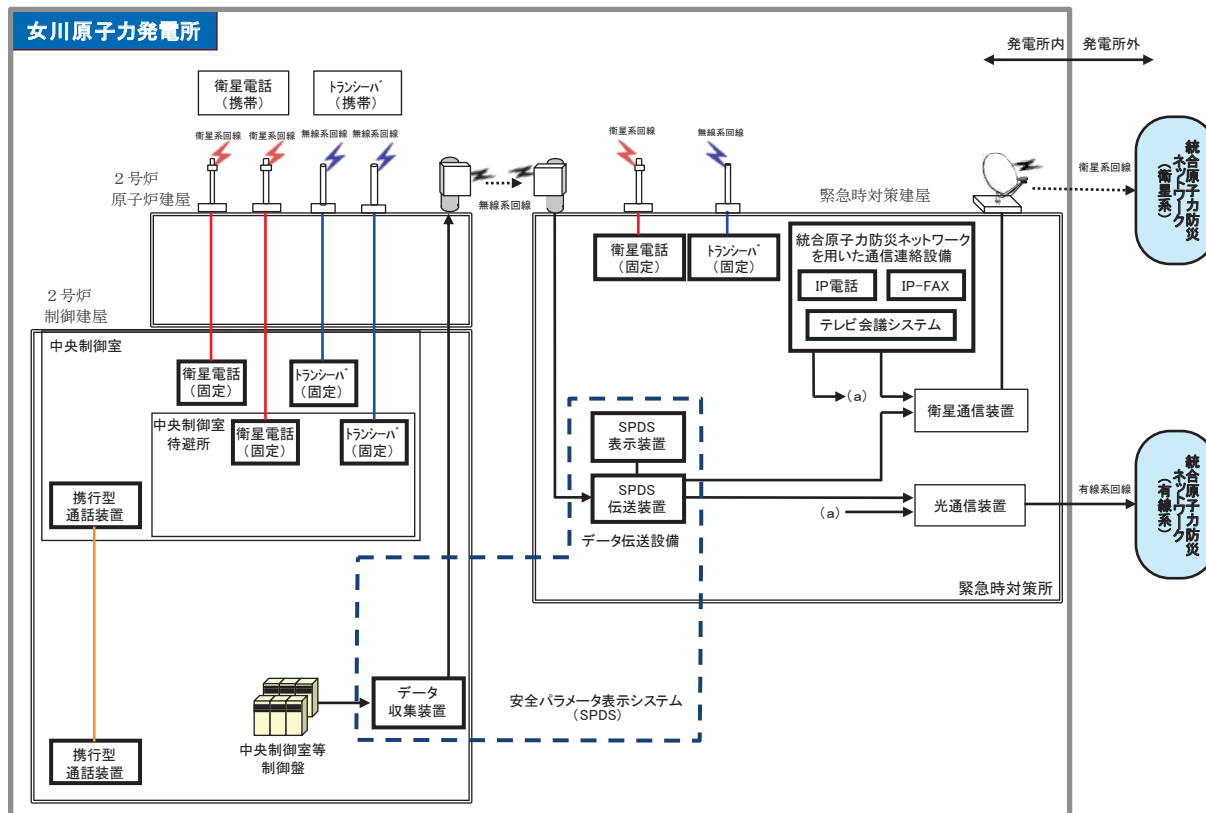 女川原子力発電所
発電所内
発電所外
衛星電話
（携帯）
トランシーバ
（携帯）
衛星系回線
衛星系回線
無線系回線
無線系回線
２号炉
原子炉建屋
無線系回線
衛星系回線
無線系回線
緊急時対策建屋
衛星系回線
統合原子力防災
ネットワーク
（衛星系）
衛星電話
（固定）
トランシーバ
（固定）
統合原子力防災ネットワーク
を用いた通信連絡設備
IP電話
IP-FAX
テレビ会議システム
２号炉
制御建屋
中央制御室
衛星電話
（固定）
トランシーバ
（固定）
(a)
衛星通信装置
中央制御室
待避所
衛星電話
（固定）
トランシーバ
（固定）
SPDS
表示装置
携行型
通話装置
SPDS
伝送装置
データ伝送設備
(a)
光通信装置
有線系回線
統合原子力防災
ネットワーク
（有線系）
緊急時対策所
データ
収集装置
安全パラメータ表示システム
（SPDS）
中央制御室等
制御盤
携行型
通話装置